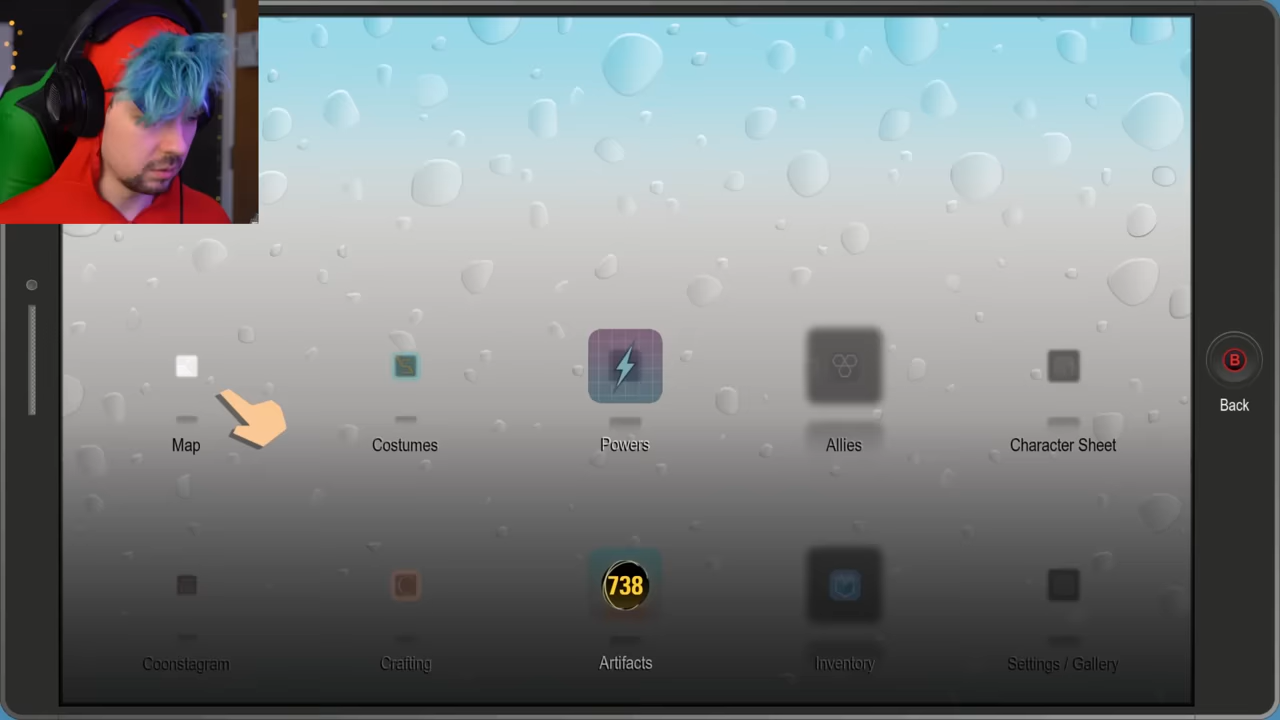 B
Back
Map
Costumes
Powers
Allies
Character Sheet
738
Coonstagram
Crafting
Artifacts
Inventory
Settings / Gallery